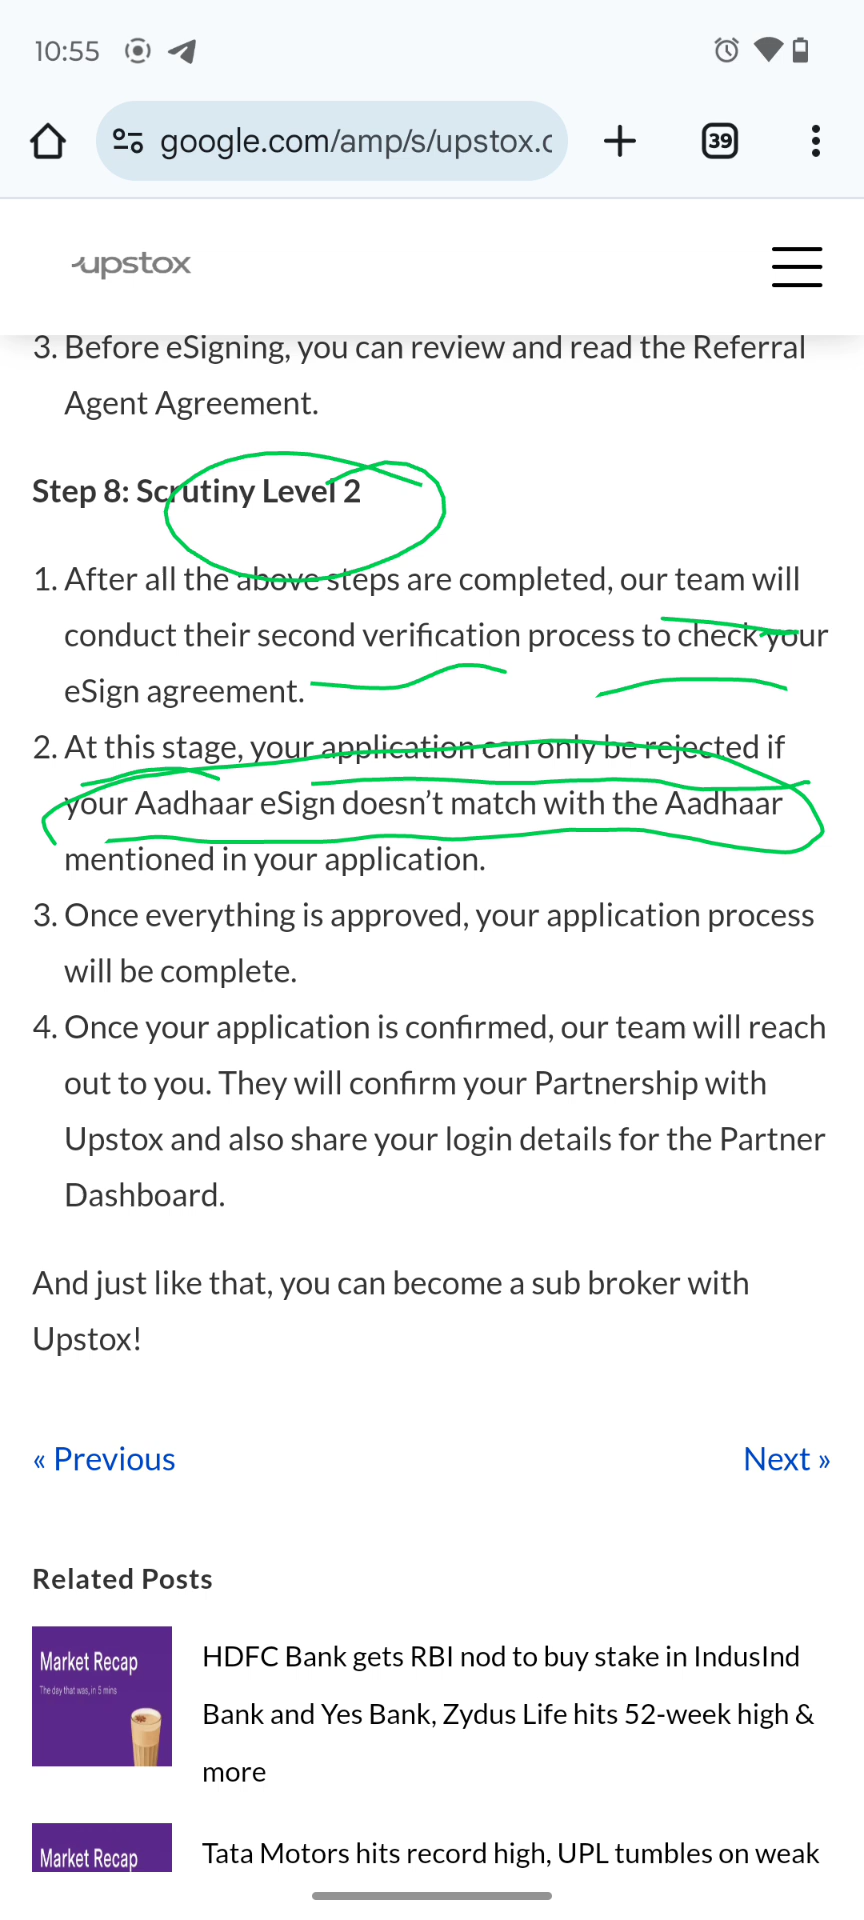 10:55
google.com/amp/s/upstox.c
39
upstox
3. Before eSigning, you can review and read the Referral
Agent Agreement.
Step 8: Scrutiny Level 2
1. After all the above steps are completed, our team will
conduct their second verification process to check your
eSign agreement.
2. At this stage, your application can only be rejected if
your Aadhaar eSign doesn’t match with the Aadhaar
mentioned in your application.
3. Once everything is approved, your application process
will be complete.
4. Once your application is confirmed, our team will reach
out to you. They will confirm your Partnership with
Upstox and also share your login details for the Partner
Dashboard.
And just like that, you can become a sub broker with
Upstox!
« Previous
Next »
Related Posts
Market Recap
The day that was, in 5 mins
HDFC Bank gets RBI nod to buy stake in IndusInd
Bank and Yes Bank, Zydus Life hits 52-week high &
more
Market Recap
Tata Motors hits record high, UPL tumbles on weak